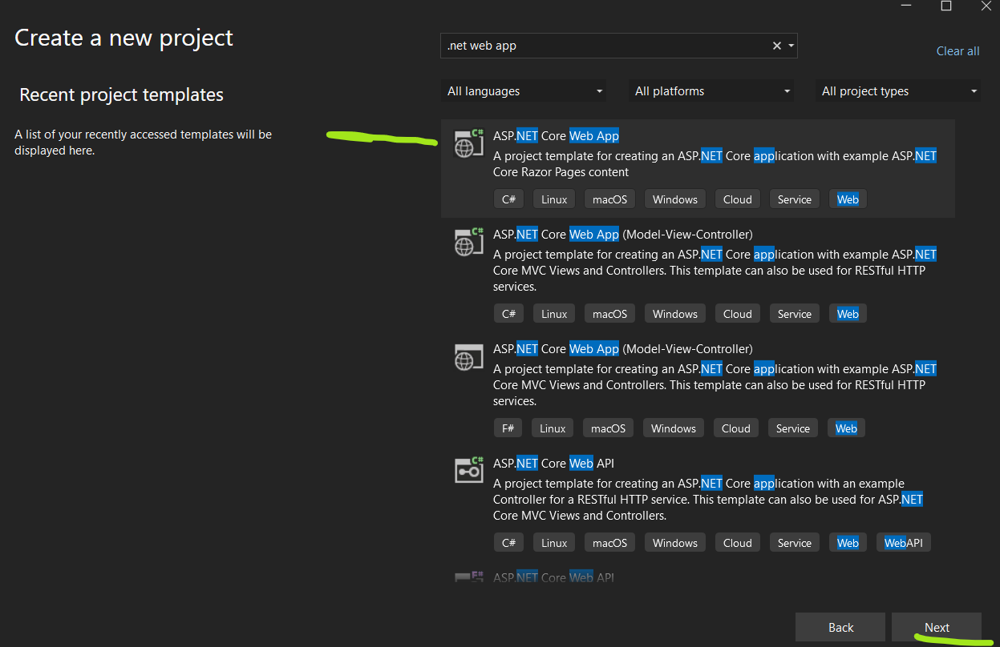 Create a new project
.net web app
Clear all
Recent project templates
All languages
All platforms
All project types
A list of your recently accessed templates will be
displayed here.
C#
ASP.NET Core Web App
A project template for creating an ASP.NET Core application with example ASP.NET
Core Razor Pages content
C# Linux macOS Windows Cloud Service Web
C#
ASP.NET Core Web App (Model-View-Controller)
A project template for creating an ASP.NET Core application with example ASP.NET
Core MVC Views and Controllers. This template can also be used for RESTful HTTP
services.
C# Linux macOS Windows Cloud Service Web
ASP.NET Core Web App (Model-View-Controller)
A project template for creating an ASP.NET Core application with example ASP.NET
Core MVC Views and Controllers. This template can also be used for RESTful HTTP
services.
F# Linux macOS Windows Cloud Service Web
C#
ASP.NET Core Web API
A project template for creating an ASP.NET Core application with an example
Controller for a RESTful HTTP service. This template can also be used for ASP.NET
Core MVC Views and Controllers.
C# Linux macOS Windows Cloud Service Web WebAPI
F#
ASP.NET Core Web API
Back
Next